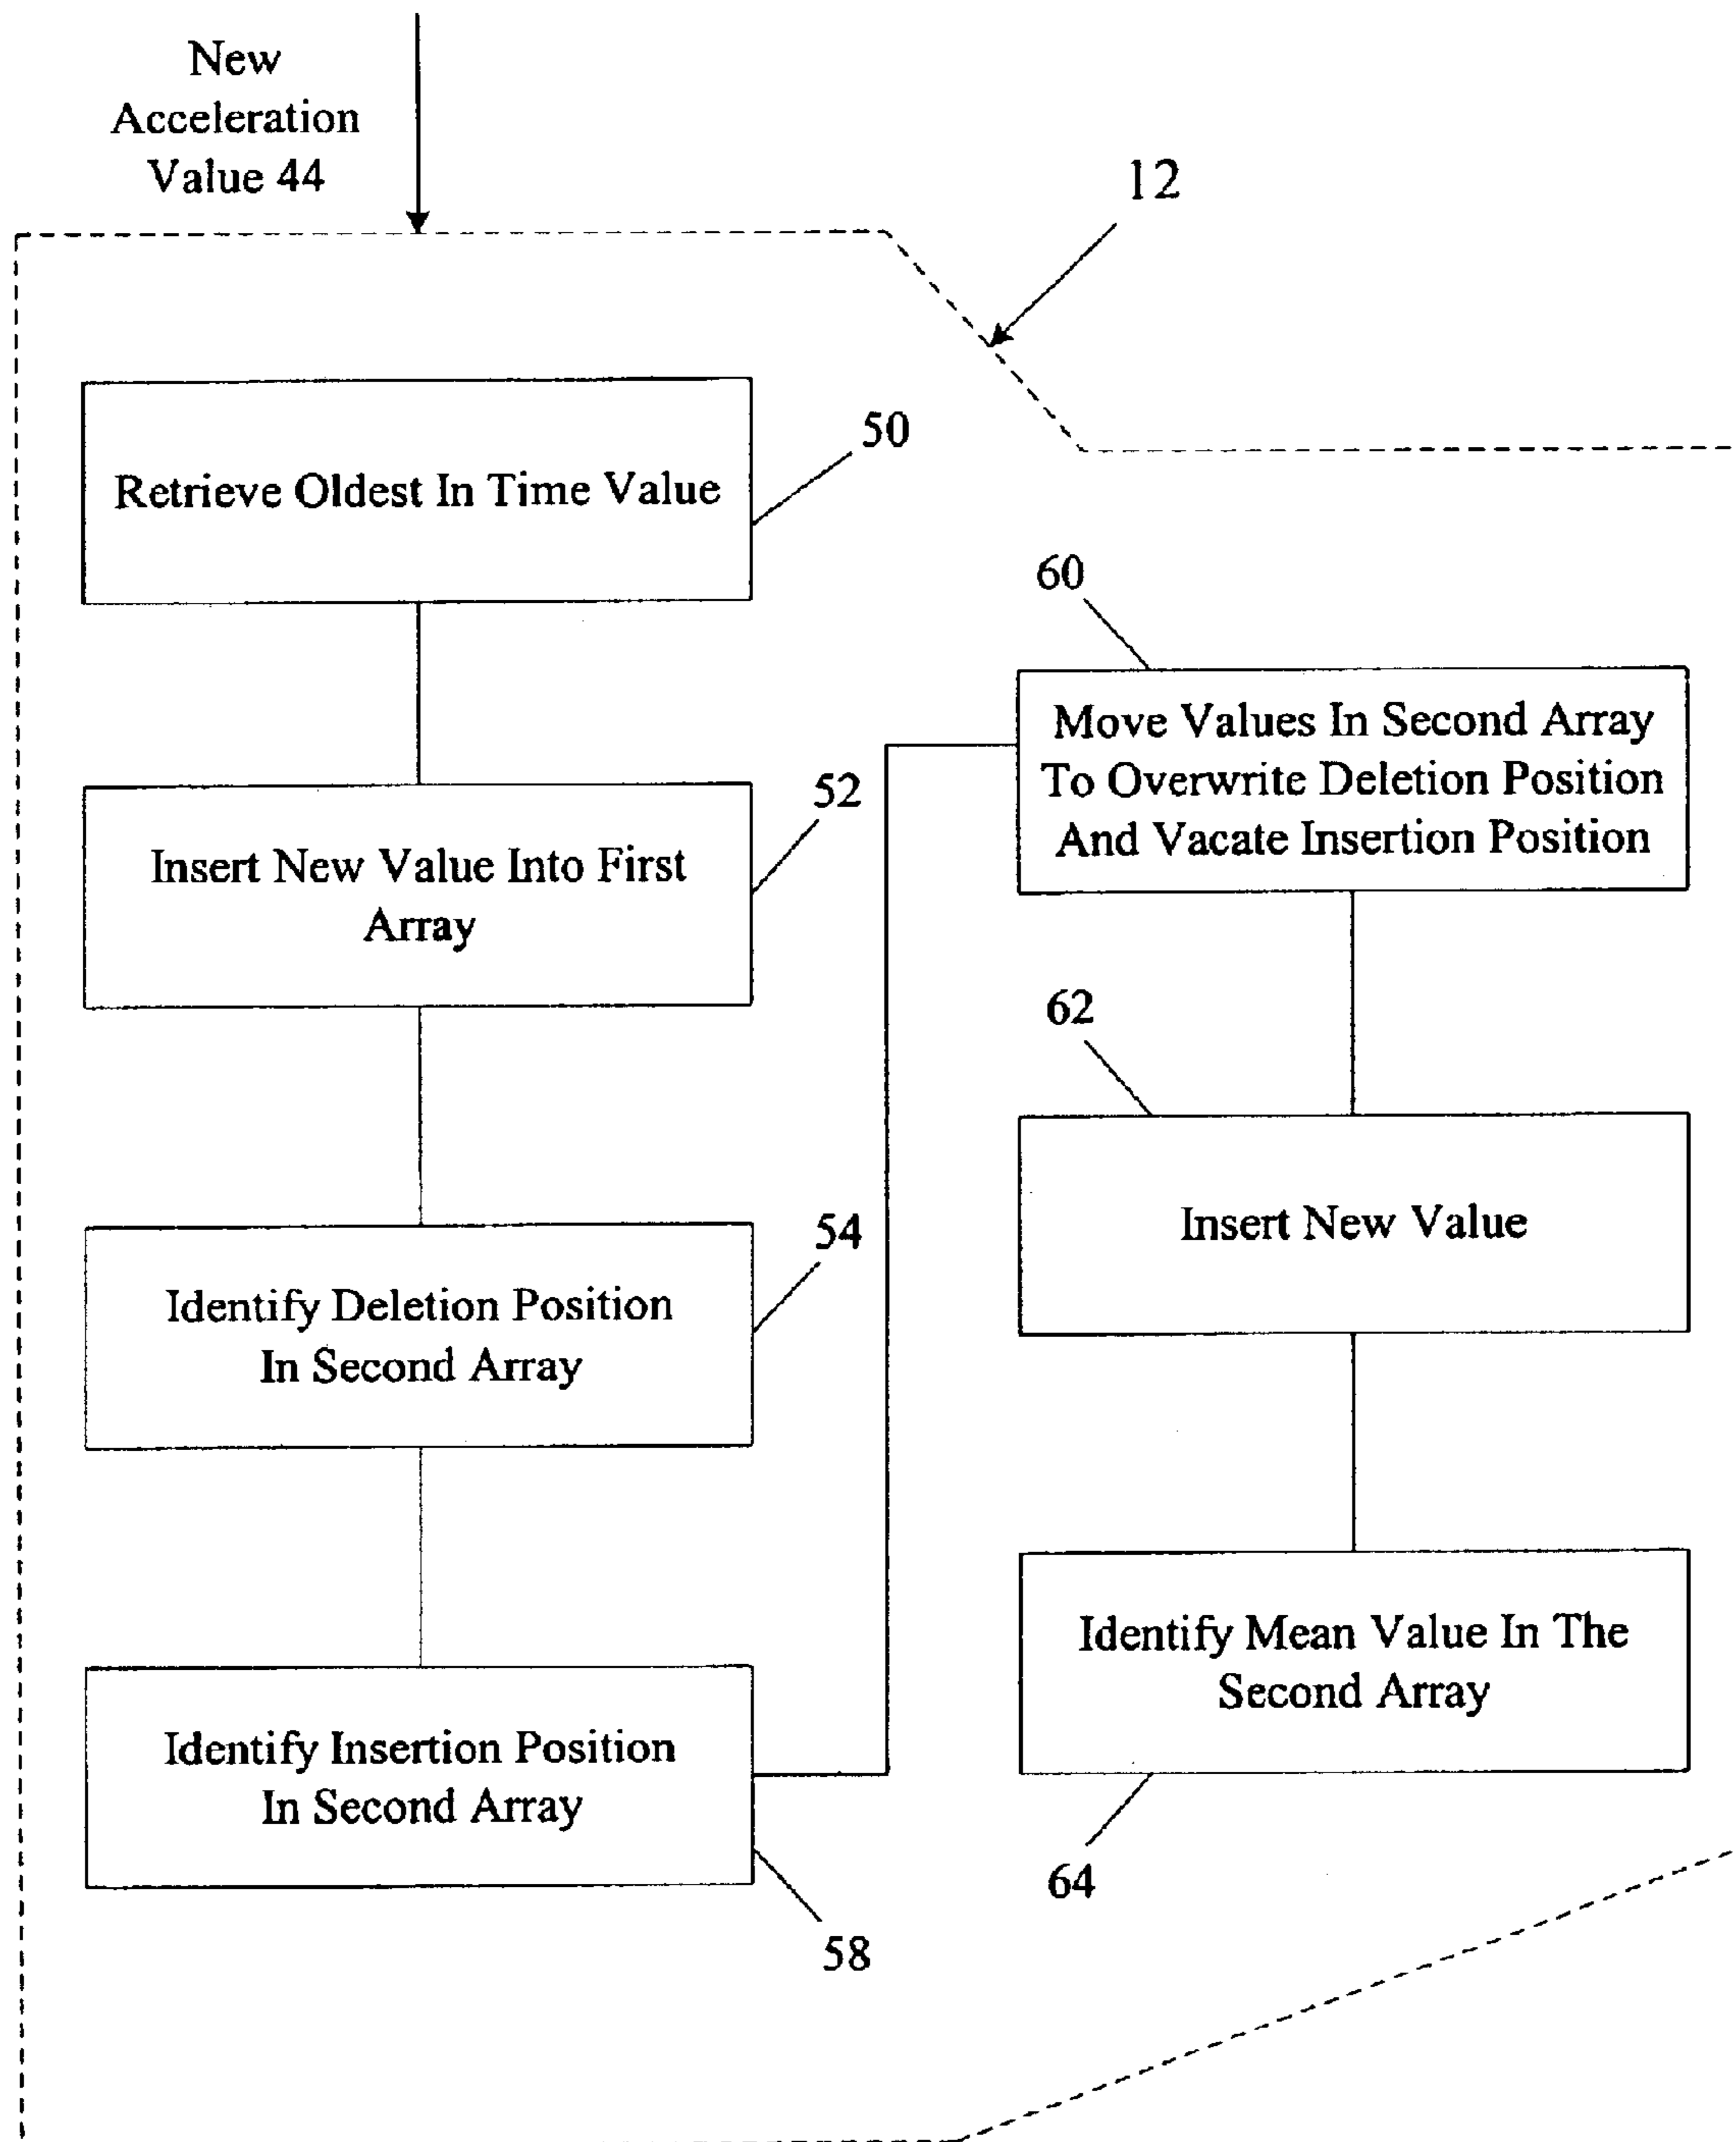 New
Acceleration
Value 44
12
Retrieve Oldest In Time Value
50
Insert New Value Into First
Array
52
Identify Deletion Position
In Second Array
54
Identify Insertion Position
In Second Array
58
60
Move Values In Second Array
To Overwrite Deletion Position
And Vacate Insertion Position
62
Insert New Value
Identify Mean Value In The
Second Array
64